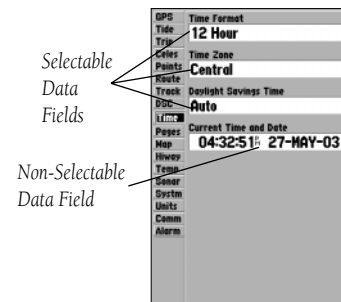 Selectable
Data
Fields
Non-Selectable
Data Field
GPS
Tide
Trip
Celes
Points
Route
Track
DSC
Time
Pages
Map
Hiway
Temp
Sonar
Systm
Units
Comm
Alarm
Time Format
12 Hour
Time Zone
Central
Daylight Savings Time
Auto
Current Time and Date
04:32:51 27-MAY-03